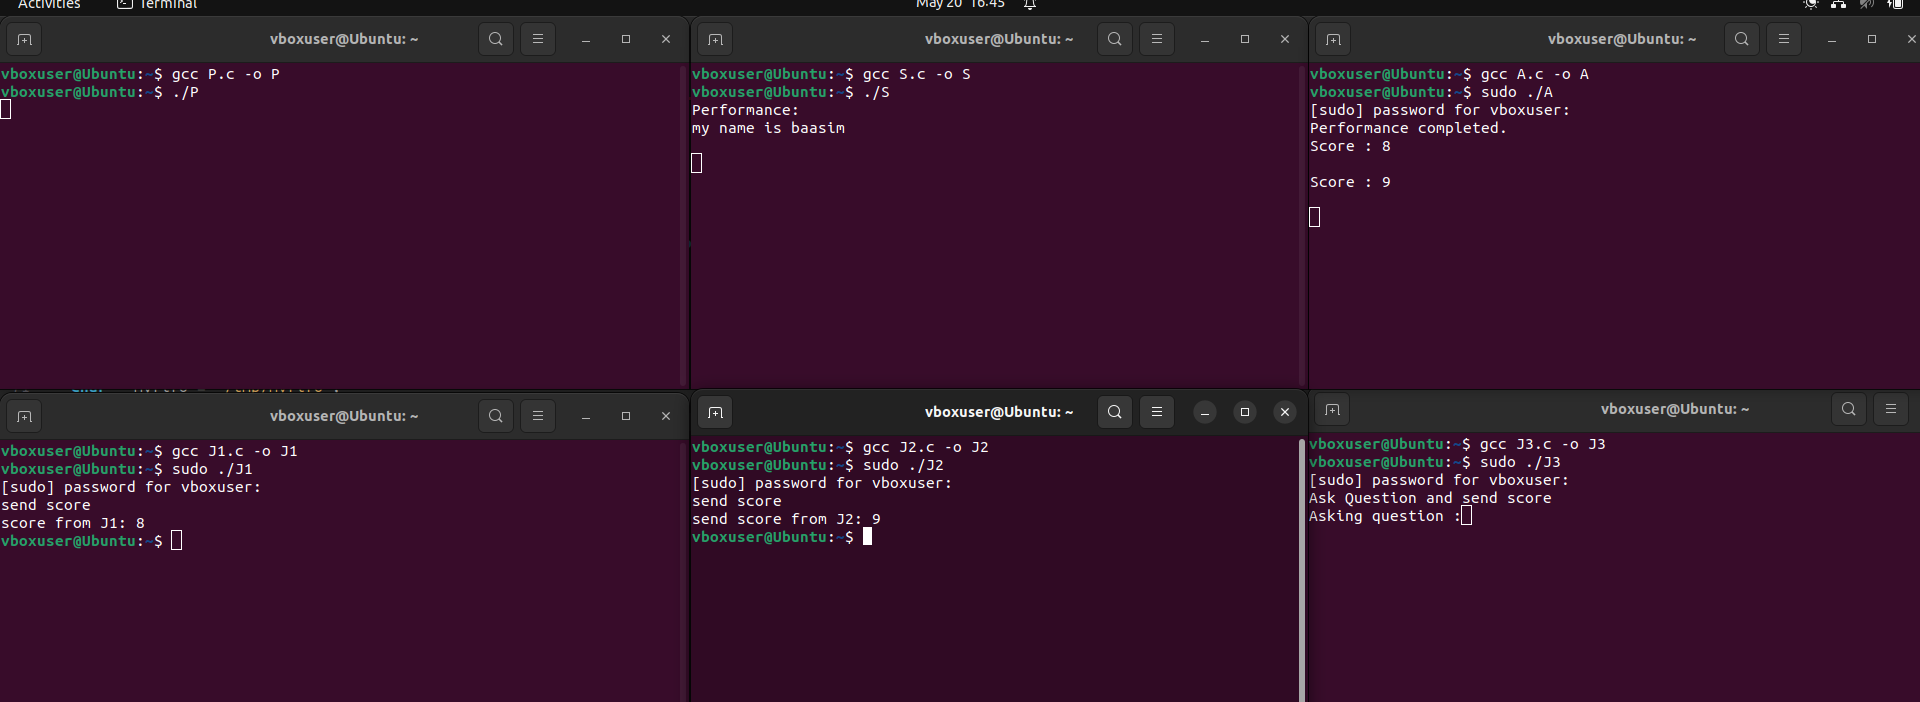 Activities
Terminal
May 20 16:45
vboxuser@Ubuntu: ~
vboxuser@Ubuntu:~$ gcc P.c -o P
vboxuser@Ubuntu:~$ ./P
vboxuser@Ubuntu: ~
vboxuser@Ubuntu:~$ gcc S.c -o S
vboxuser@Ubuntu:~$ ./S
Performance:
my name is baasim
vboxuser@Ubuntu: ~
vboxuser@Ubuntu:~$ gcc A.c -o A
vboxuser@Ubuntu:~$ sudo ./A
[sudo] password for vboxuser:
Performance completed.
Score : 8
Score : 9
vboxuser@Ubuntu: ~
vboxuser@Ubuntu:~$ gcc J1.c -o J1
vboxuser@Ubuntu:~$ sudo ./J1
[sudo] password for vboxuser:
send score
score from J1: 8
vboxuser@Ubuntu:~$
vboxuser@Ubuntu: ~
vboxuser@Ubuntu:~$ gcc J2.c -o J2
vboxuser@Ubuntu:~$ sudo ./J2
[sudo] password for vboxuser:
send score
send score from J2: 9
vboxuser@Ubuntu:~$
vboxuser@Ubuntu: ~
vboxuser@Ubuntu:~$ gcc J3.c -o J3
vboxuser@Ubuntu:~$ sudo ./J3
[sudo] password for vboxuser:
Ask Question and send score
Asking question :